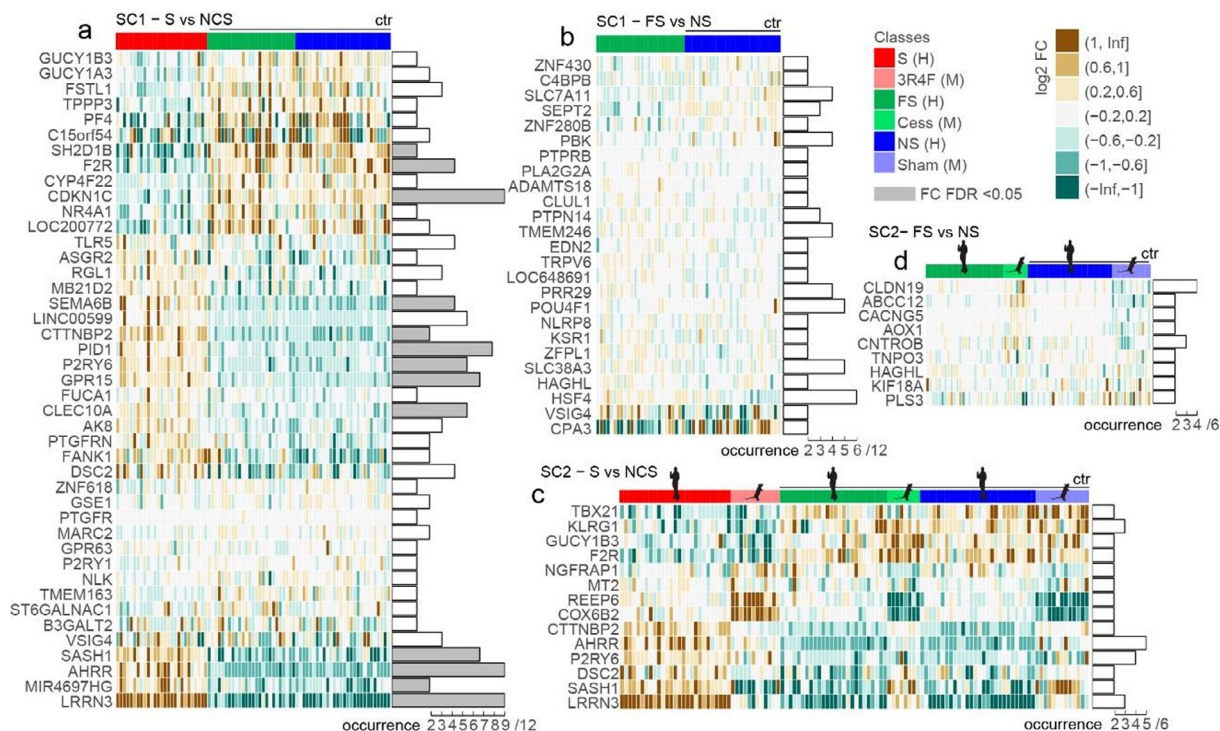 a
SC1 – S vs NCS
ctr
GUCY1B3
GUCY1A3
FSTL1
TPPP3
PF4
C15orf54
SH2D1B
F2R
CYP4F22
CDKN1C
NR4A1
LOC200772
TLR5
ASGR2
RGL1
MB21D2
SEMA6B
LINC00599
CTTNBP2
PID1
P2RY6
GPR15
FUCA1
CLEC10A
AK8
PTGFRN
FANK1
DSC2
ZNF618
GSE1
PTGFR
MARC2
GPR63
P2RY1
NLK
TMEM163
ST6GALNAC1
B3GALT2
VSIG4
SASH1
AHRR
MIR4697HG
LRRN3
occurrence 2 3 4 5 6 7 8 9 /12
b
SC1 – FS vs NS
ctr
ZNF430
C4BPB
SLC7A11
SEPT2
ZNF280B
PBK
PTPRB
PLA2G2A
ADAMTS18
CLUL1
PTPN14
TMEM246
EDN2
TRPV6
LOC648691
PRR29
POU4F1
NLRP8
KSR1
ZFPL1
SLC38A3
HAGHL
HSF4
VSIG4
CPA3
occurrence 2 3 4 5 6 /12
Classes
S (H)
3R4F (M)
FS (H)
Cess (M)
NS (H)
Sham (M)
FC FDR <0.05
log2 FC
(1, Inf]
(0.6,1]
(0.2,0.6]
(−0.2,0.2]
(−0.6,−0.2]
(−1,−0.6]
(−Inf,−1]
SC2– FS vs NS
d
ctr
CLDN19
ABCC12
CACNG5
AOX1
CNTROB
TNPO3
HAGHL
KIF18A
PLS3
occurrence 2 3 4 /6
SC2 – S vs NCS
c
ctr
TBX21
KLRG1
GUCY1B3
F2R
NGFRAP1
MT2
REEP6
COX6B2
CTTNBP2
AHRR
P2RY6
DSC2
SASH1
LRRN3
occurrence 2 3 4 5 /6